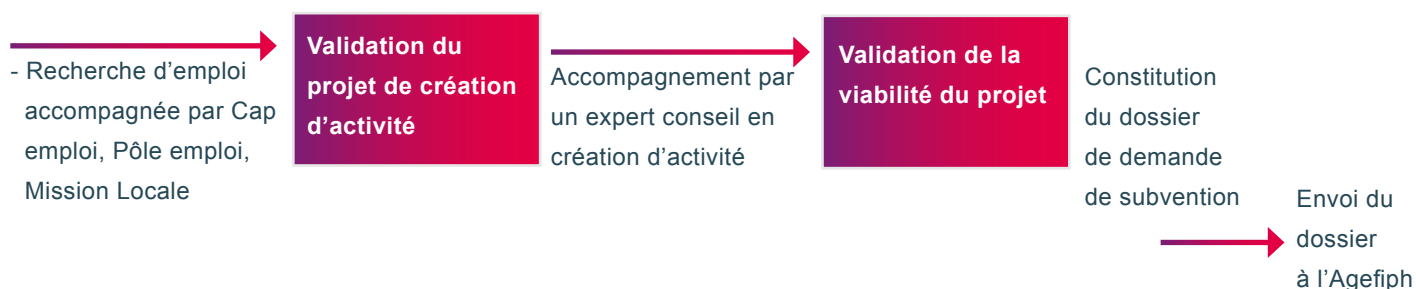 - Recherche d’emploi
accompagnée par Cap
emploi, Pôle emploi,
Mission Locale
Validation du
projet de création
d’activité
Accompagnement par
un expert conseil en
création d’activité
Validation de la
viabilité du projet
Constitution
du dossier
de demande
de subvention
Envoi du
dossier
à l’Agefiph